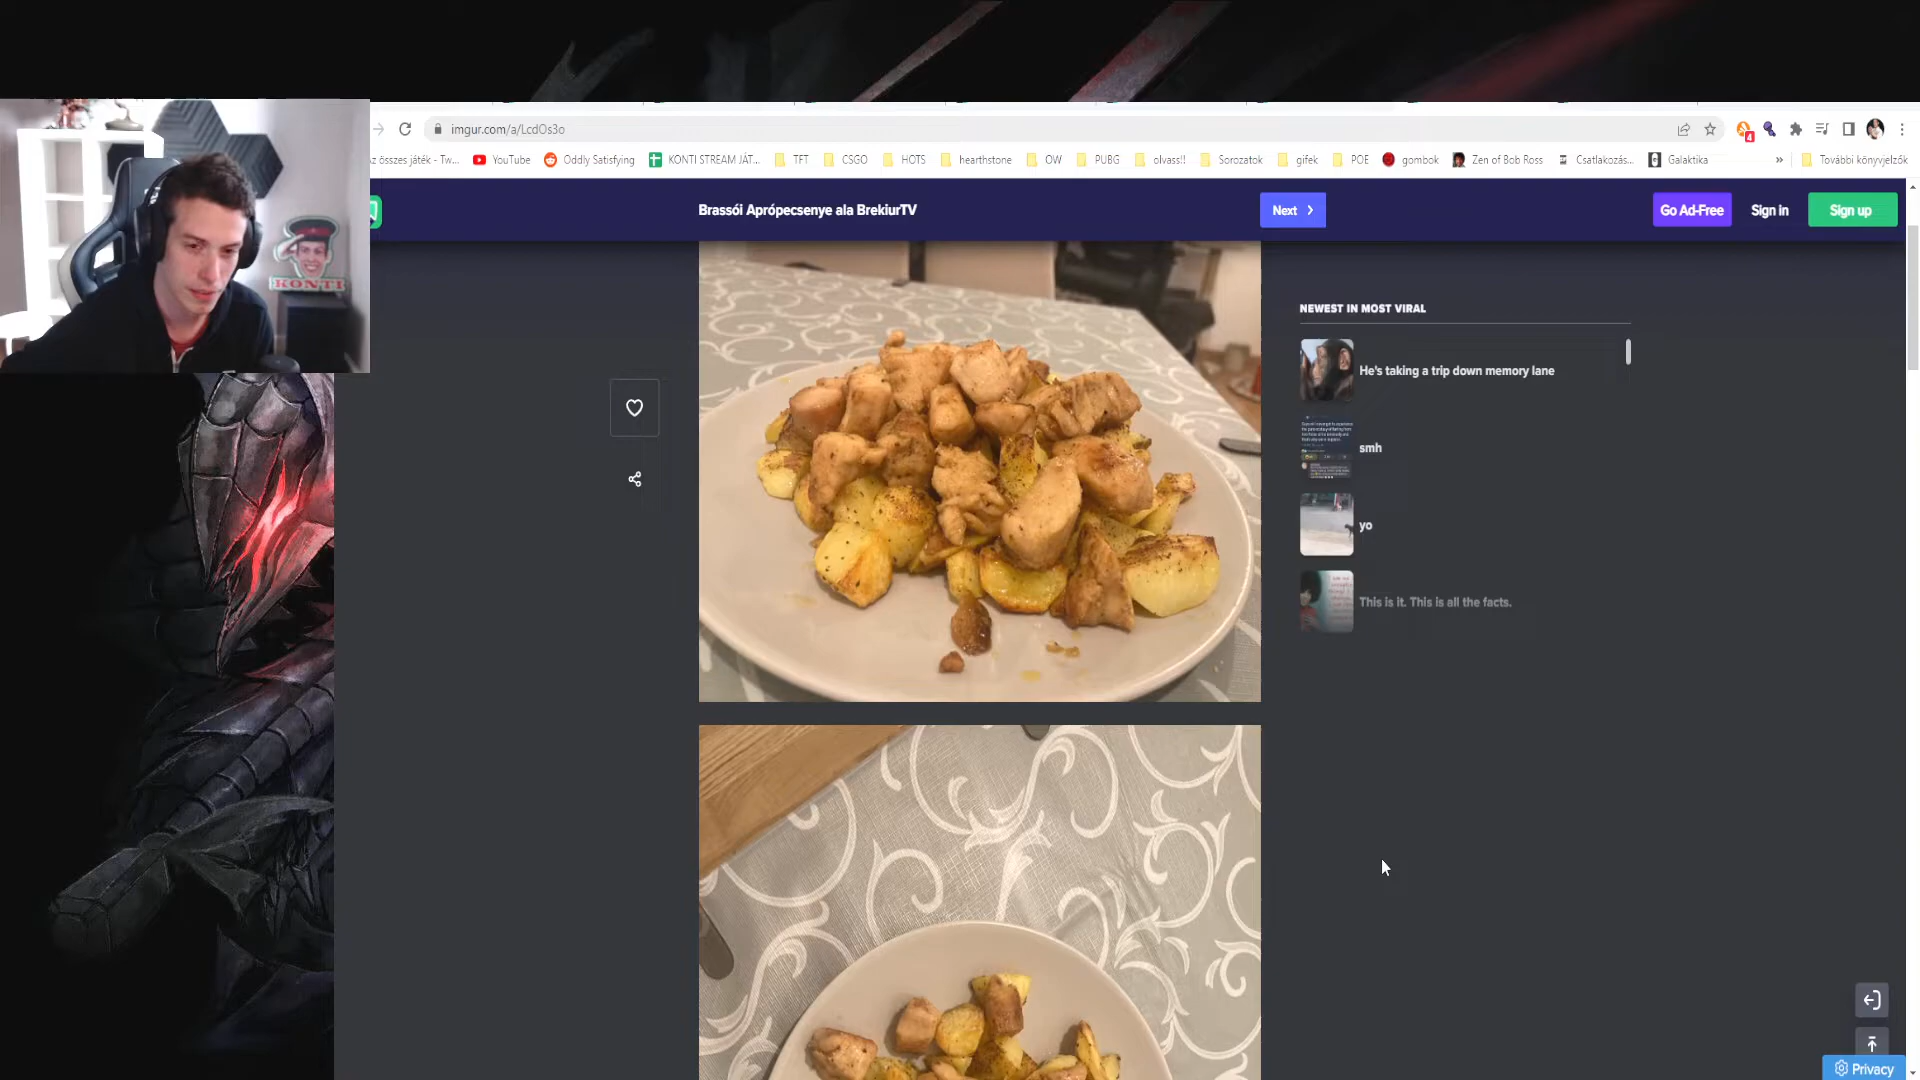 imgur.com/a/LcdOs3o
az összes játék - Tw...
YouTube
Oddly Satisfying
KONTI STREAM JÁT...
TFT
CSGO
HOTS
hearthstone
OW
PUBG
olvass!!
Sorozatok
gifek
POE
gombok
Zen of Bob Ross
Csatlakozás...
Galaktika
»
További könyvjelzők
Brassói Aprópecsenye ala BrekiurTV
Next
Go Ad-Free
Sign in
Sign up
KONTI
NEWEST IN MOST VIRAL
He's taking a trip down memory lane
smh
yo
This is it. This is all the facts.
Privacy